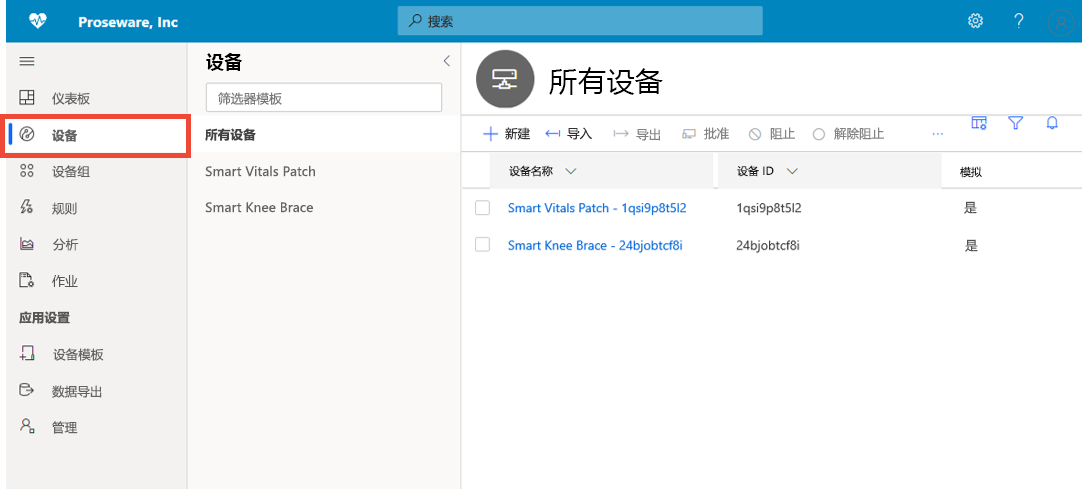 Proseware, Inc
搜索
?
仪表板
设备
设备组
规则
分析
作业
应用设置
设备模板
数据导出
管理
设备
筛选器模板
所有设备
Smart Vitals Patch
Smart Knee Brace
所有设备
新建 导入 导出 批准 阻止 解除阻止 ...
设备名称 设备 ID 模拟
Smart Vitals Patch - 1qsi9p8t5l2 1qsi9p8t5l2 是
Smart Knee Brace - 24bjobtcf8i 24bjobtcf8i 是